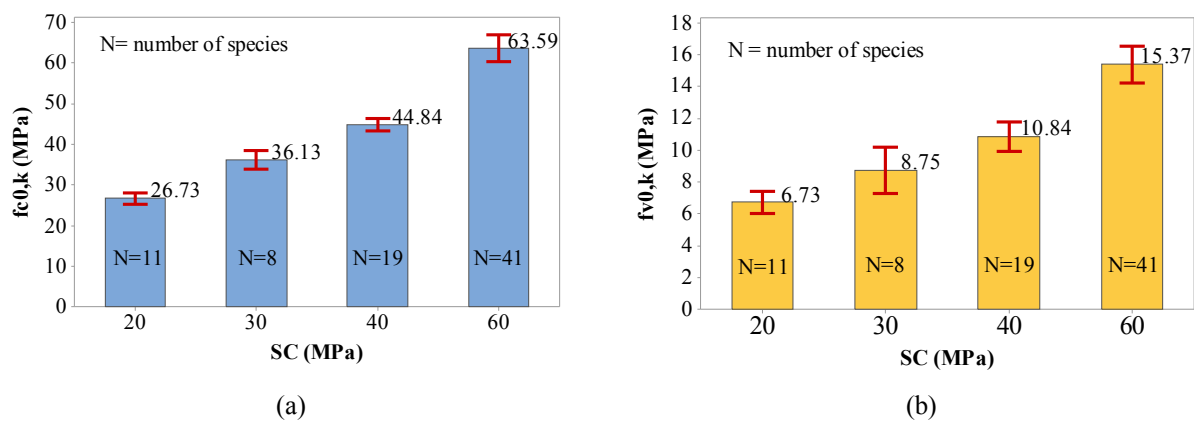 70
60
50
40
30
20
10
0
fc0,k (MPa)
N= number of species
26.73
36.13
44.84
63.59
N=11
N=8
N=19
N=41
20
30
40
60
SC (MPa)
(a)
18
16
14
12
10
8
6
4
2
0
fv0,k (MPa)
N = number of species
6.73
8.75
10.84
15.37
N=11
N=8
N=19
N=41
20
30
40
60
SC (MPa)
(b)